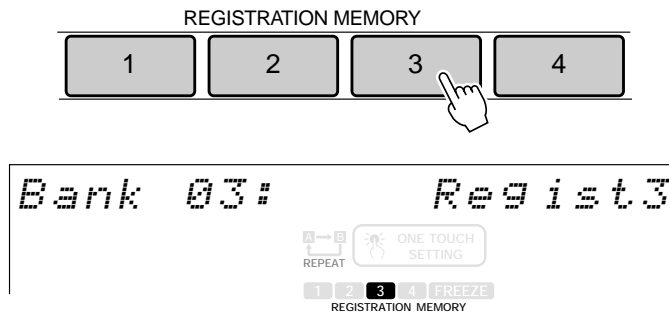 REGISTRATION MEMORY
1 2 3 4
Bank 03: Regist3
A B ONE TOUCH
REPEAT SETTING
1 2 3 4 FREEZE
REGISTRATION MEMORY